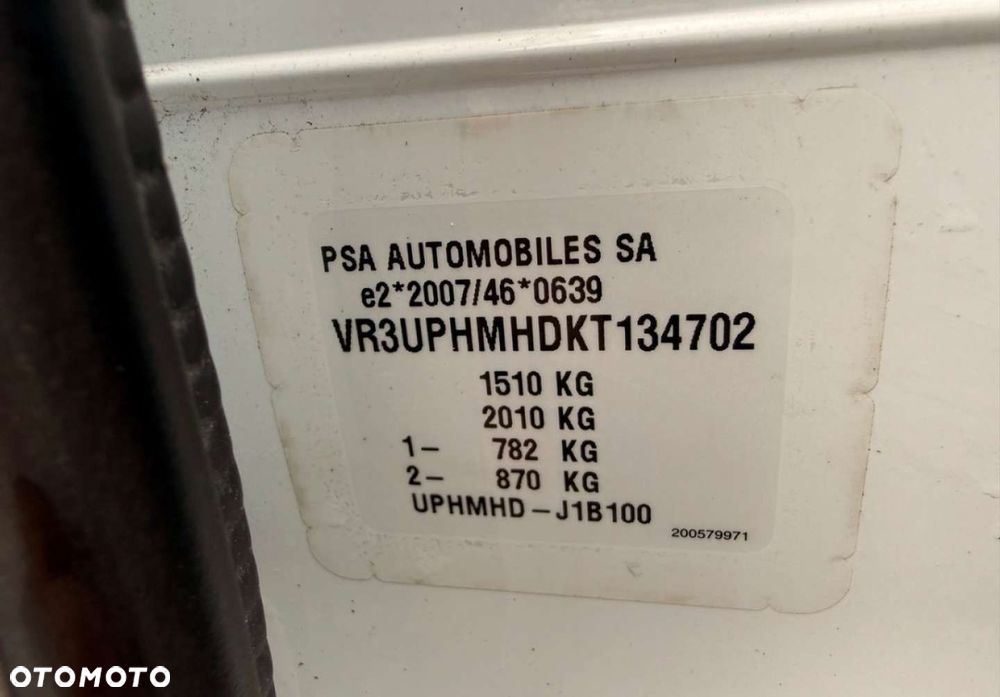 PSA AUTOMOBILES SA
e2*2007/46*0639
VR3UPHMHDKT134702
1510 KG
2010 KG
1- 782 KG
2- 870 KG
UPHMHD-J1B100
200579971
OTOMOTO